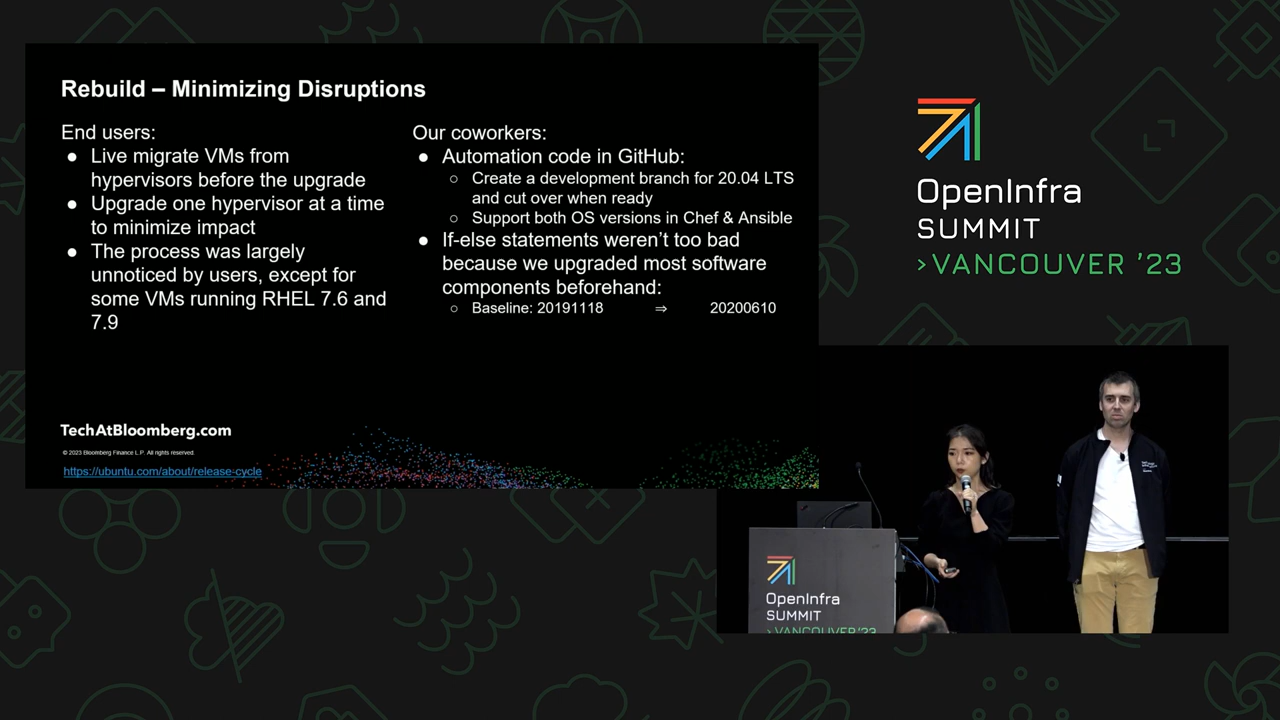 Rebuild – Minimizing Disruptions
End users:
● Live migrate VMs from
hypervisors before the upgrade
● Upgrade one hypervisor at a time
to minimize impact
● The process was largely
unnoticed by users, except for
some VMs running RHEL 7.6 and
7.9
Our coworkers:
● Automation code in GitHub:
○ Create a development branch for 20.04 LTS
and cut over when ready
○ Support both OS versions in Chef & Ansible
● If-else statements weren't too bad
because we upgraded most software
components beforehand:
○ Baseline: 20191118 ⇒ 20200610
TechAtBloomberg.com
© 2023 Bloomberg Finance L.P. All rights reserved.
https://ubuntu.com/about/release-cycle
OpenInfra
SUMMIT
>VANCOUVER '23
OpenInfra
SUMMIT
>VANCOUVER '23